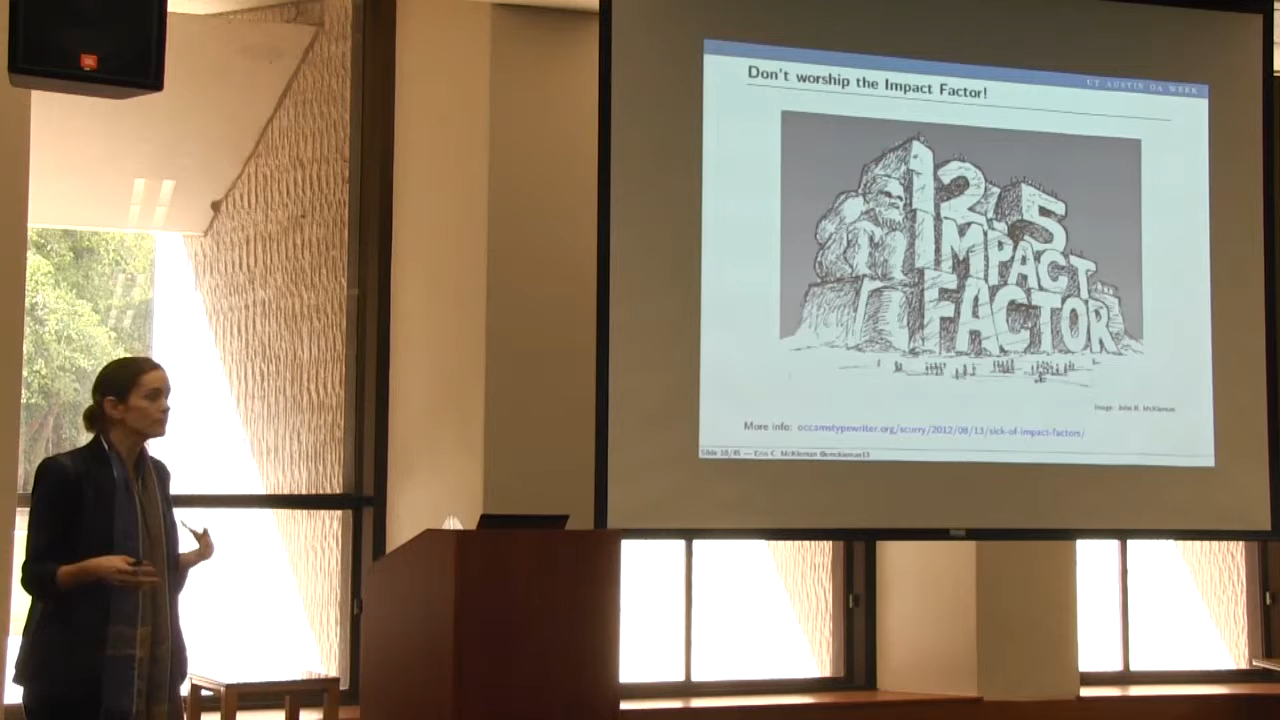 JBL
UT AUSTIN OA WEEK
Don't worship the Impact Factor!
12.5
IMPACT
FACTOR
Image: John R. McKiernan
More info: occamstypewriter.org/scurry/2012/08/13/sick-of-impact-factors/
Slide 10/45 — Erin C. McKiernan @emckiernan13